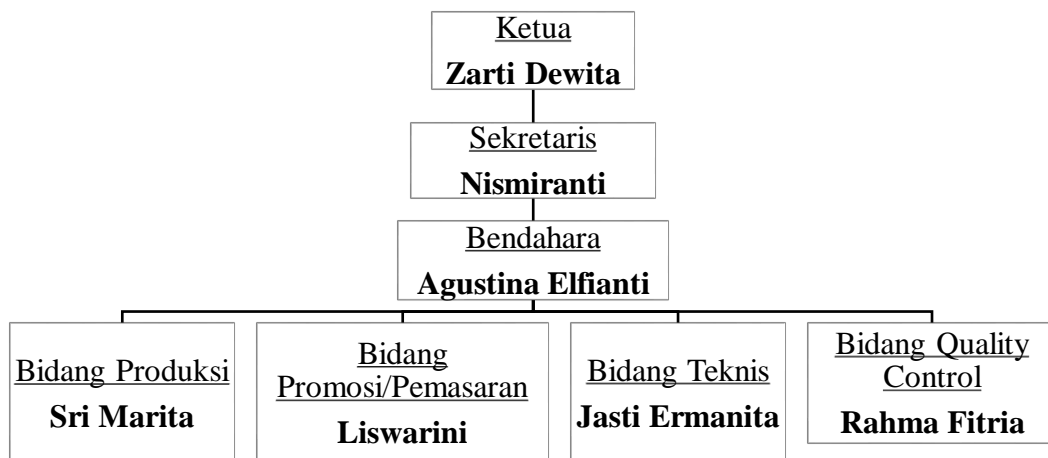 Ketua
Zarti Dewita
Sekretaris
Nismiranti
Bendahara
Agustina Elfianti
Bidang Produksi
Sri Marita
Bidang
Promosi/Pemasaran
Liswarini
Bidang Teknis
Jasti Ermanita
Bidang Quality
Control
Rahma Fitria